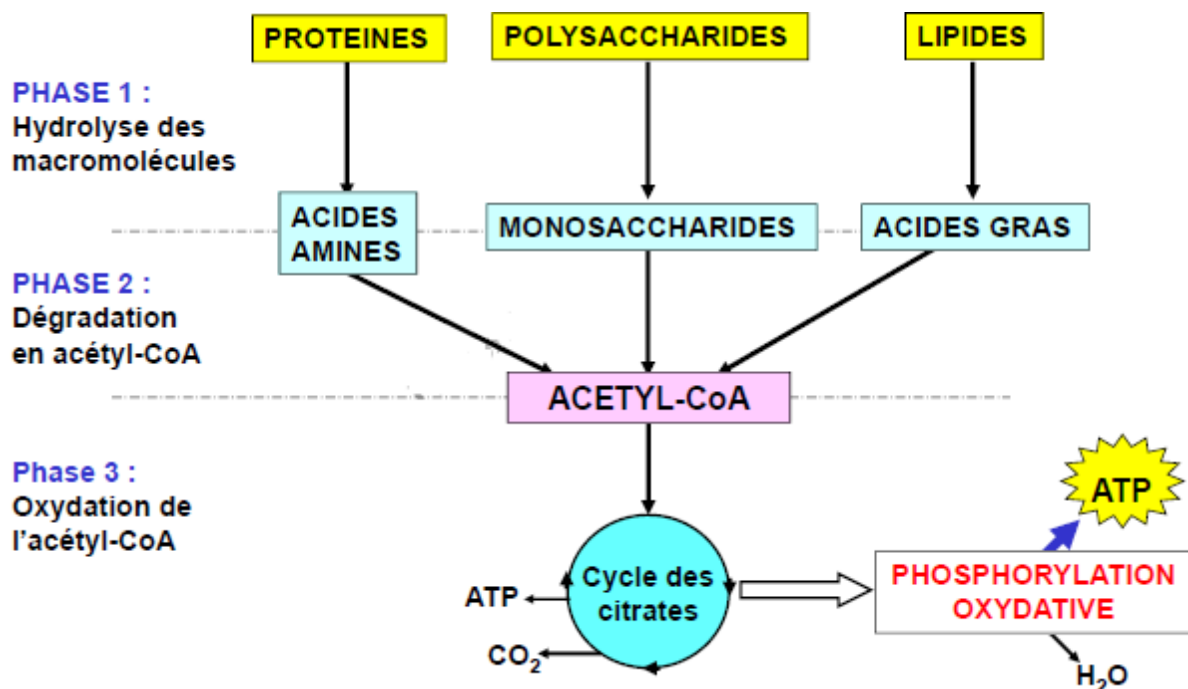 PROTEINES
POLYSACCHARIDES
LIPIDES
PHASE 1 :
Hydrolyse des
macromolécules
ACIDES
AMINES
MONOSACCHARIDES
ACIDES GRAS
PHASE 2 :
Dégradation
en acétyl-CoA
ACETYL-CoA
Phase 3 :
Oxydation de
l'acétyl-CoA
Cycle des
citrates
ATP
CO₂
ATP
PHOSPHORYLATION
OXYDATIVE
H₂O